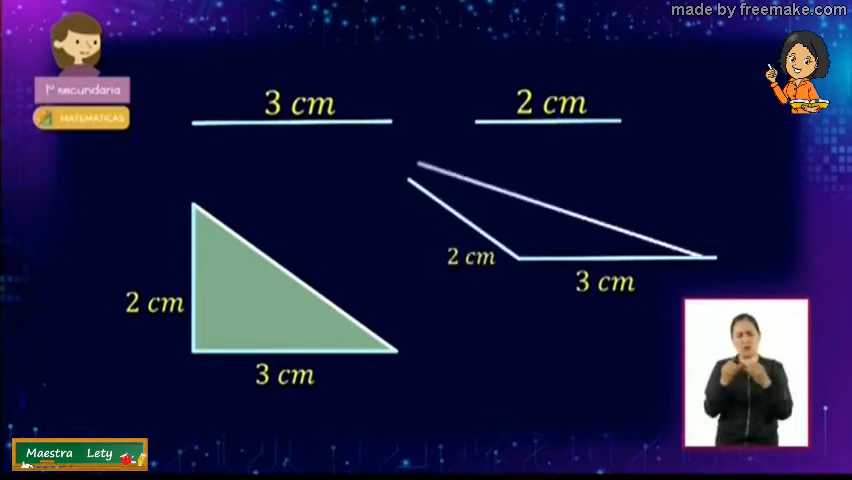 made by freemake.com
1º secundaria
MATEMÁTICAS
3 cm
2 cm
2 cm
3 cm
2 cm
3 cm
Maestra Lety